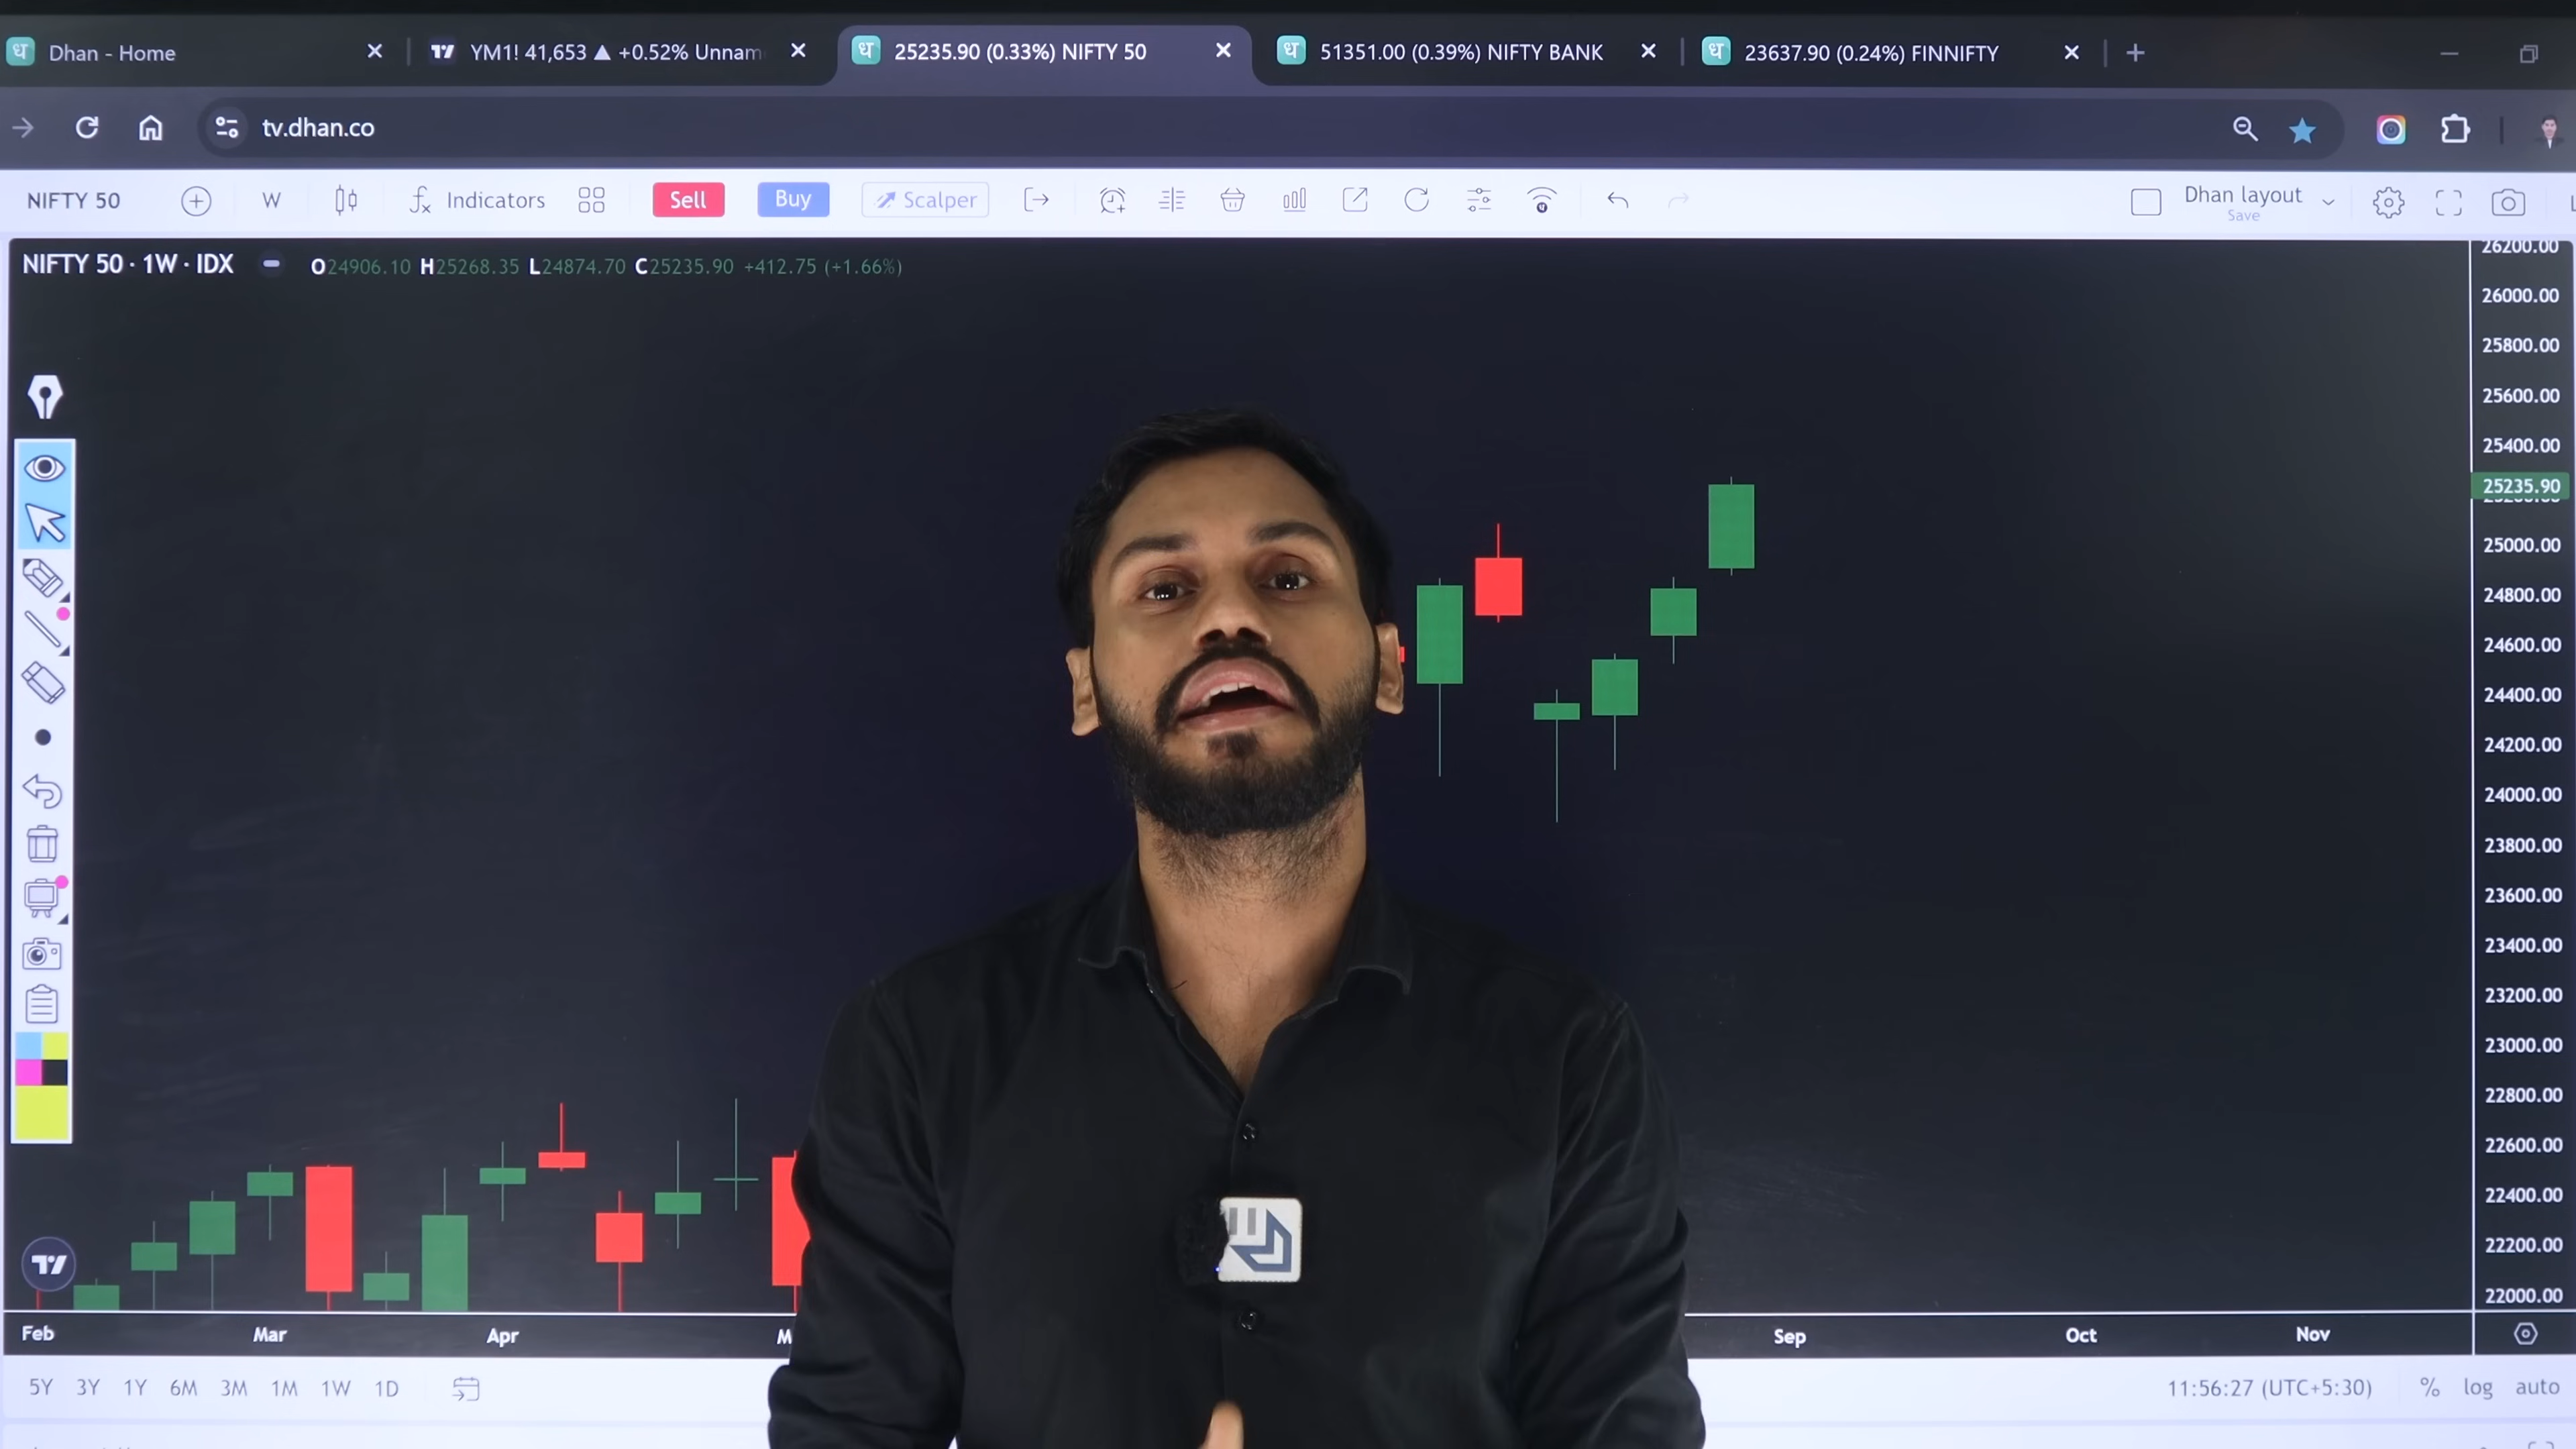 ध Dhan - Home
YM1! 41,653 ▲ +0.52% Unnam
ध 25235.90 (0.33%) NIFTY 50
ध 51351.00 (0.39%) NIFTY BANK
ध 23637.90 (0.24%) FINNIFTY
tv.dhan.co
NIFTY 50
W
Indicators
Sell
Buy
Scalper
Dhan layout
Save
NIFTY 50 · 1W · IDX
O24906.10 H25268.35 L24874.70 C25235.90 +412.75 (+1.66%)
26200.00
26000.00
25800.00
25600.00
25400.00
25235.90
25000.00
24800.00
24600.00
24400.00
24200.00
24000.00
23800.00
23600.00
23400.00
23200.00
23000.00
22800.00
22600.00
22400.00
22200.00
22000.00
Feb Mar Apr M Sep Oct Nov
5Y 3Y 1Y 6M 3M 1M 1W 1D
11:56:27 (UTC+5:30) % log auto